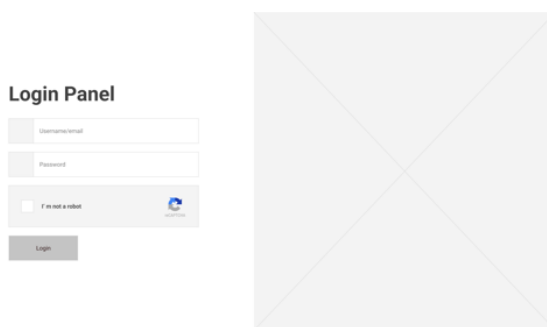 Login Panel
Username/email
Password
I' m not a robot
Login